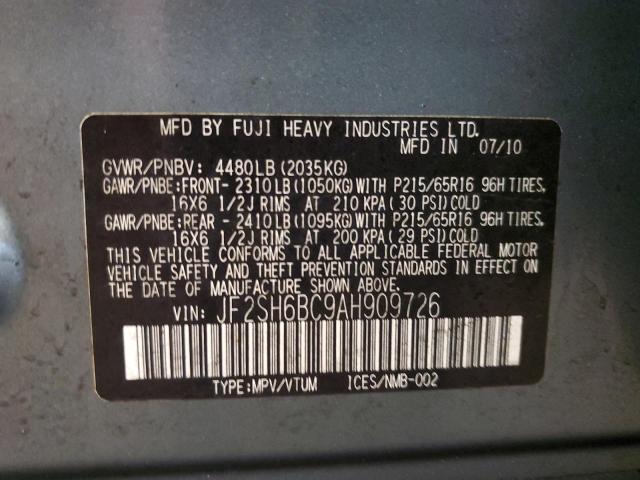 MFD BY FUJI HEAVY INDUSTRIES LTD.
MFD IN 07/10
GVWR/PNBV: 4480LB(2035KG)
GAWR/PNBE:FRONT- 2310LB(1050KG)WITH P215/65R16 96H TIRES,
16X6 1/2J RIMS AT 210 KPA(30 PSI)COLD
GAWR/PNBE:REAR - 2410LB(1095KG)WITH P215/65R16 96H TIRES,
16X6 1/2J RIMS AT 200 KPA(29 PSI)COLD
THIS VEHICLE CONFORMS TO ALL APPLICABLE FEDERAL MOTOR
VEHICLE SAFETY AND THEFT PREVENTION STANDARDS IN EFFECT ON
THE DATE OF MANUFACTURE SHOWN ABOVE.
VIN: JF2SH6BC9AH909726
TYPE:MPV/VTUM ICES/NMB-002